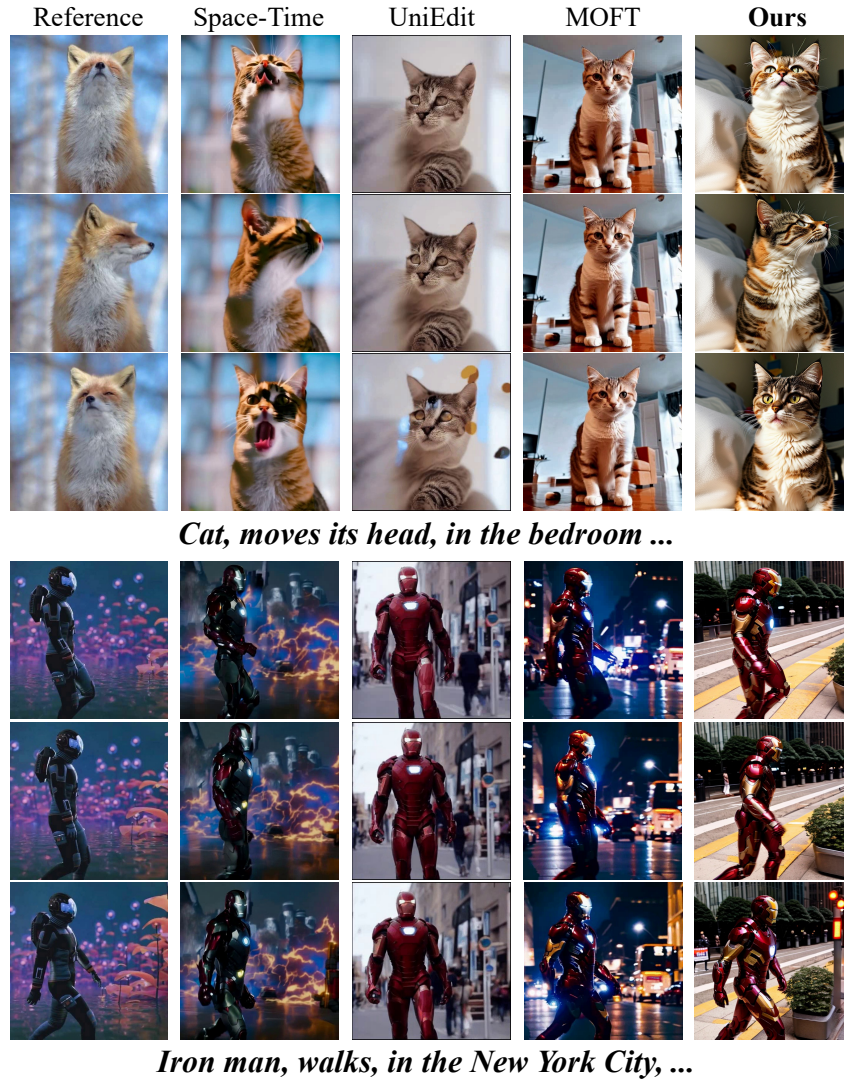 Reference Space-Time UniEdit MOFT Ours
Cat, moves its head, in the bedroom ...
Iron man, walks, in the New York City, ...